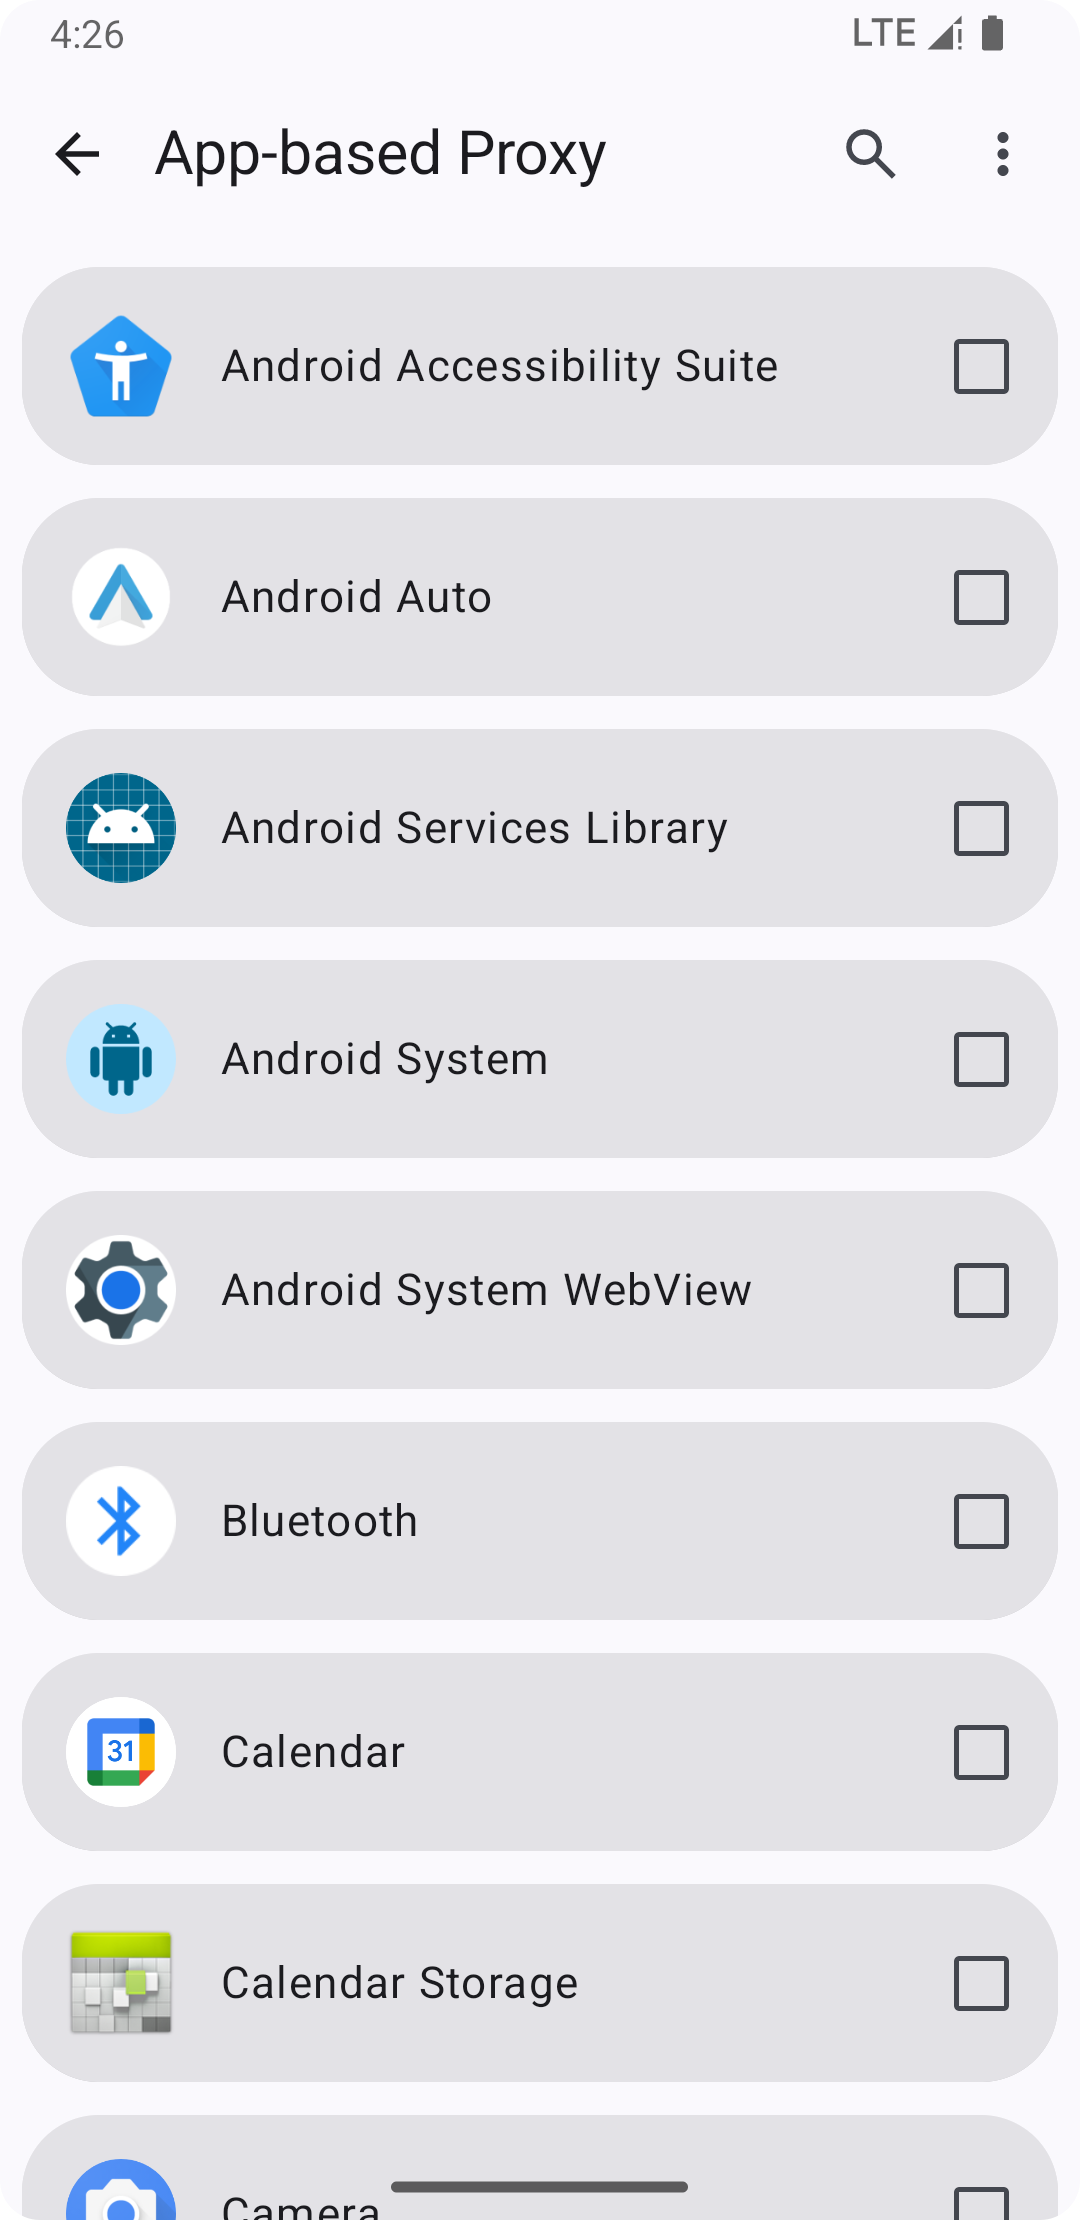 4:26
LTE
App-based Proxy
Android Accessibility Suite
Android Auto
Android Services Library
Android System
Android System WebView
Bluetooth
31
Calendar
Calendar Storage
Camera